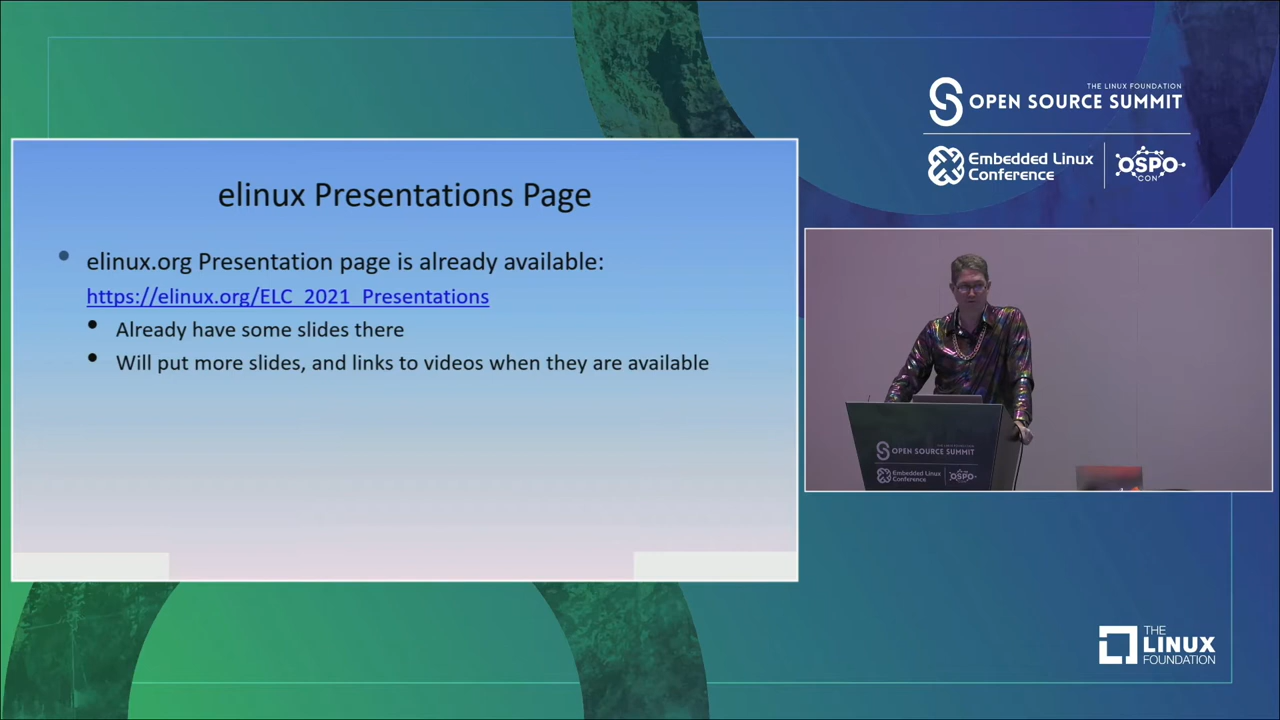 THE LINUX FOUNDATION
OPEN SOURCE SUMMIT
Embedded Linux
Conference
OSPO
CON
elinux Presentations Page
elinux.org Presentation page is already available:
https://elinux.org/ELC_2021_Presentations
Already have some slides there
Will put more slides, and links to videos when they are available
OPEN SOURCE SUMMIT
Embedded Linux
Conference
OSPO
CON
THE
LINUX
FOUNDATION